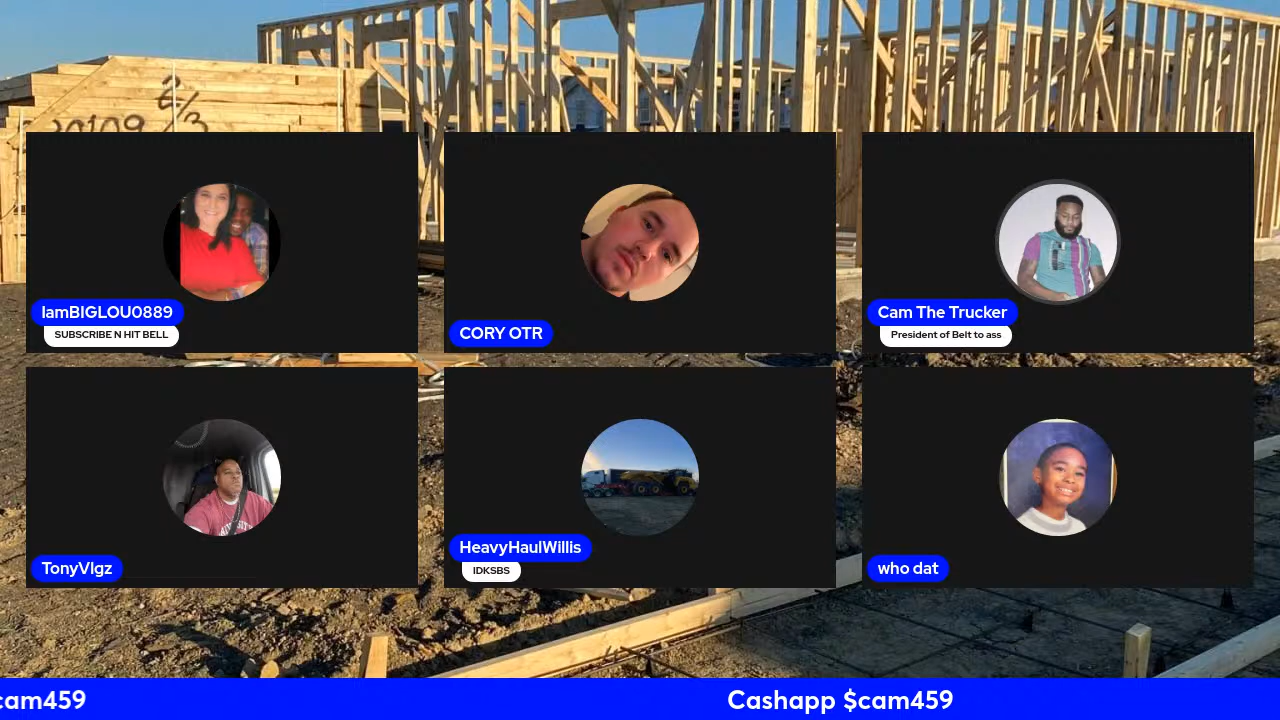 IamBIGLOU0889
SUBSCRIBE N HIT BELL
CORY OTR
Cam The Trucker
President of Belt to ass
TonyVlgz
HeavyHaulWillis
IDKSBS
who dat
cam459
Cashapp $cam459